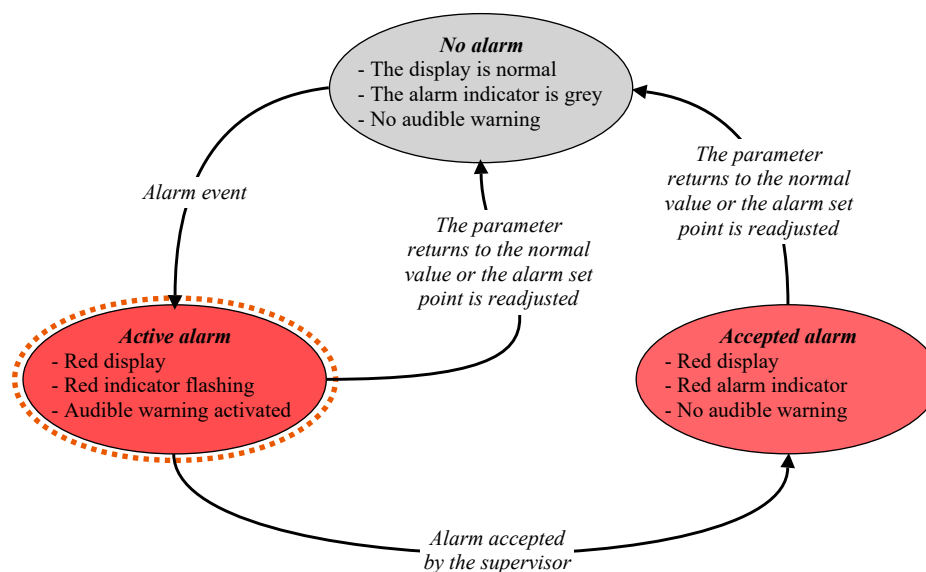 No alarm
- The display is normal
- The alarm indicator is grey
- No audible warning
Alarm event
The parameter
returns to the normal
value or the alarm set
point is readjusted
The parameter
returns to the normal
value or the alarm set
point is readjusted
Active alarm
- Red display
- Red indicator flashing
- Audible warning activated
Accepted alarm
- Red display
- Red alarm indicator
- No audible warning
Alarm accepted
by the supervisor